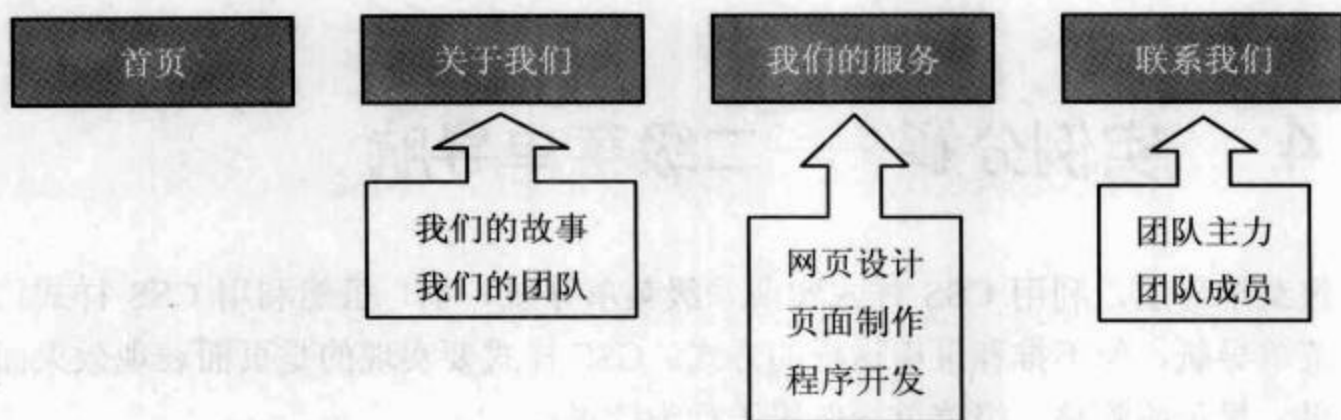 首页
关于我们
我们的服务
联系我们
我们的故事
我们的团队
网页设计
页面制作
程序开发
团队主力
团队成员